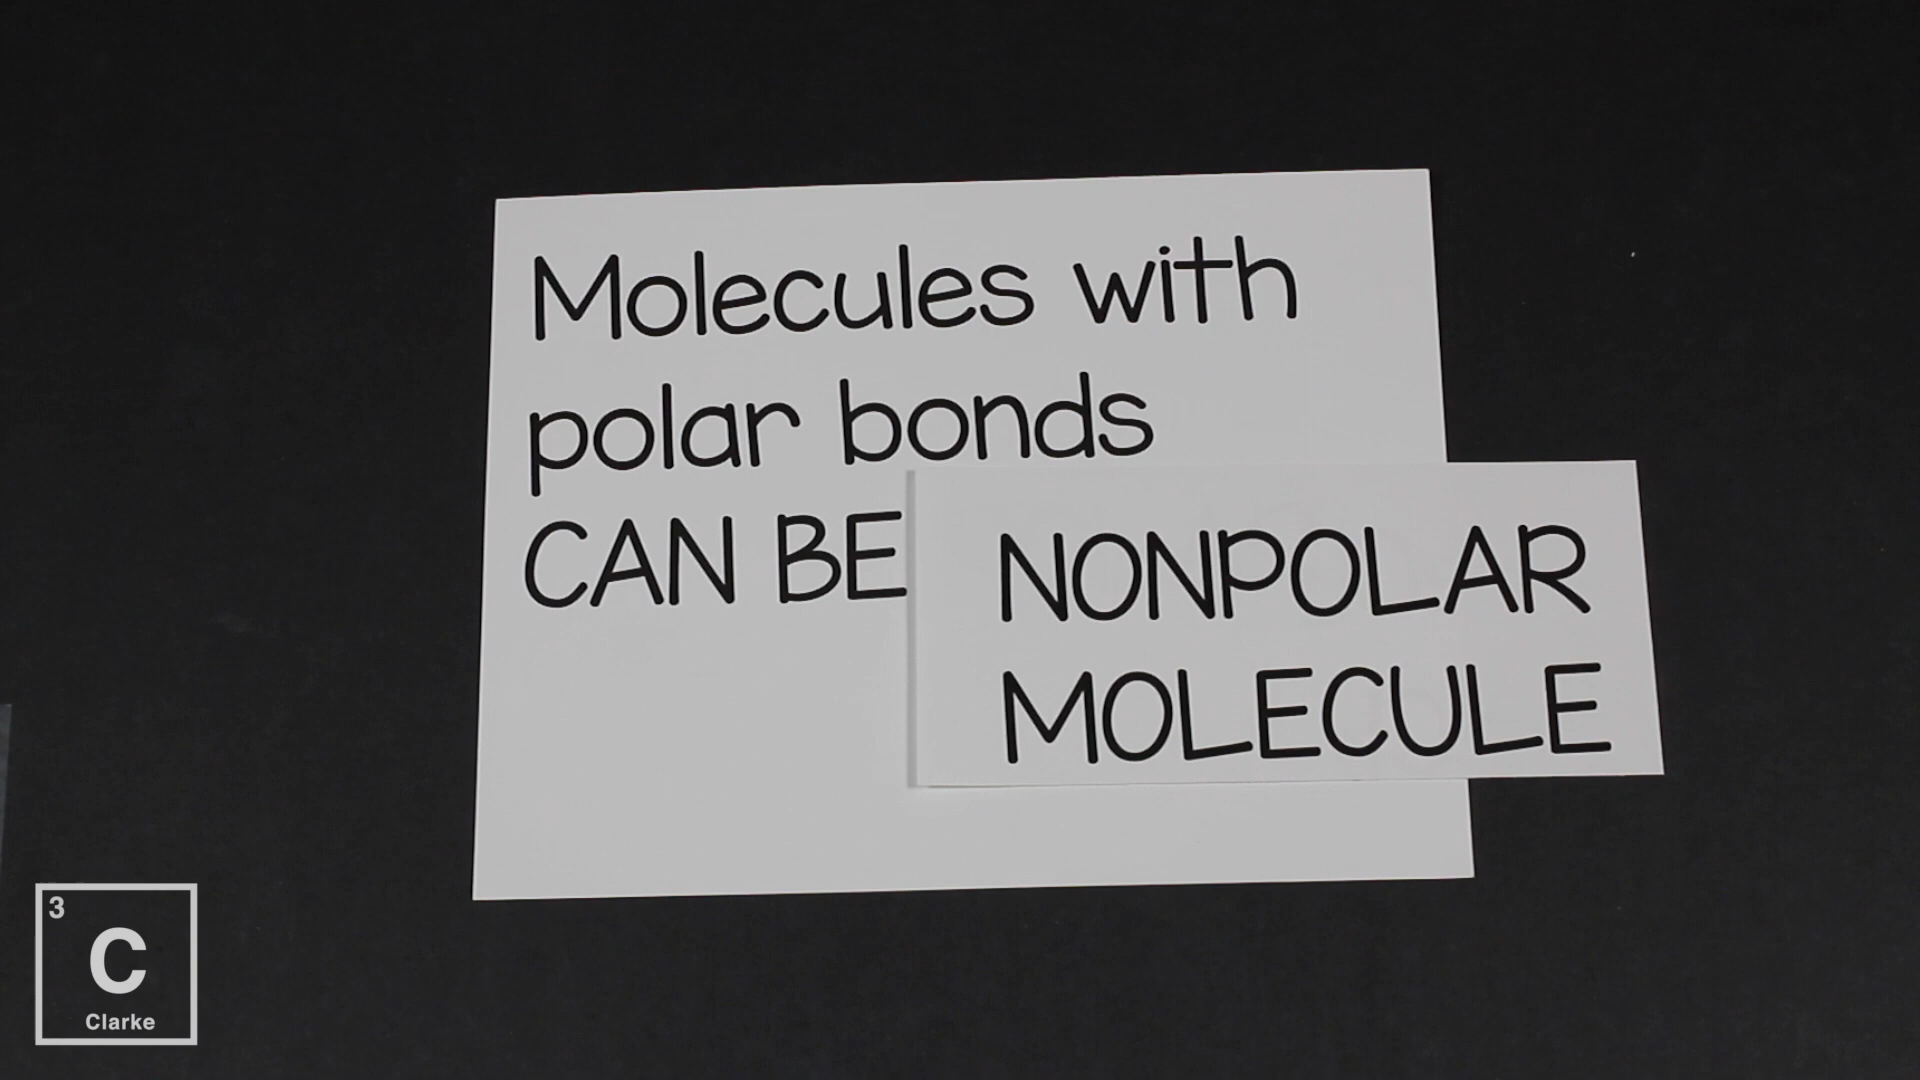 Molecules with
polar bonds
CAN BE
NONPOLAR
MOLECULE
3
C
Clarke